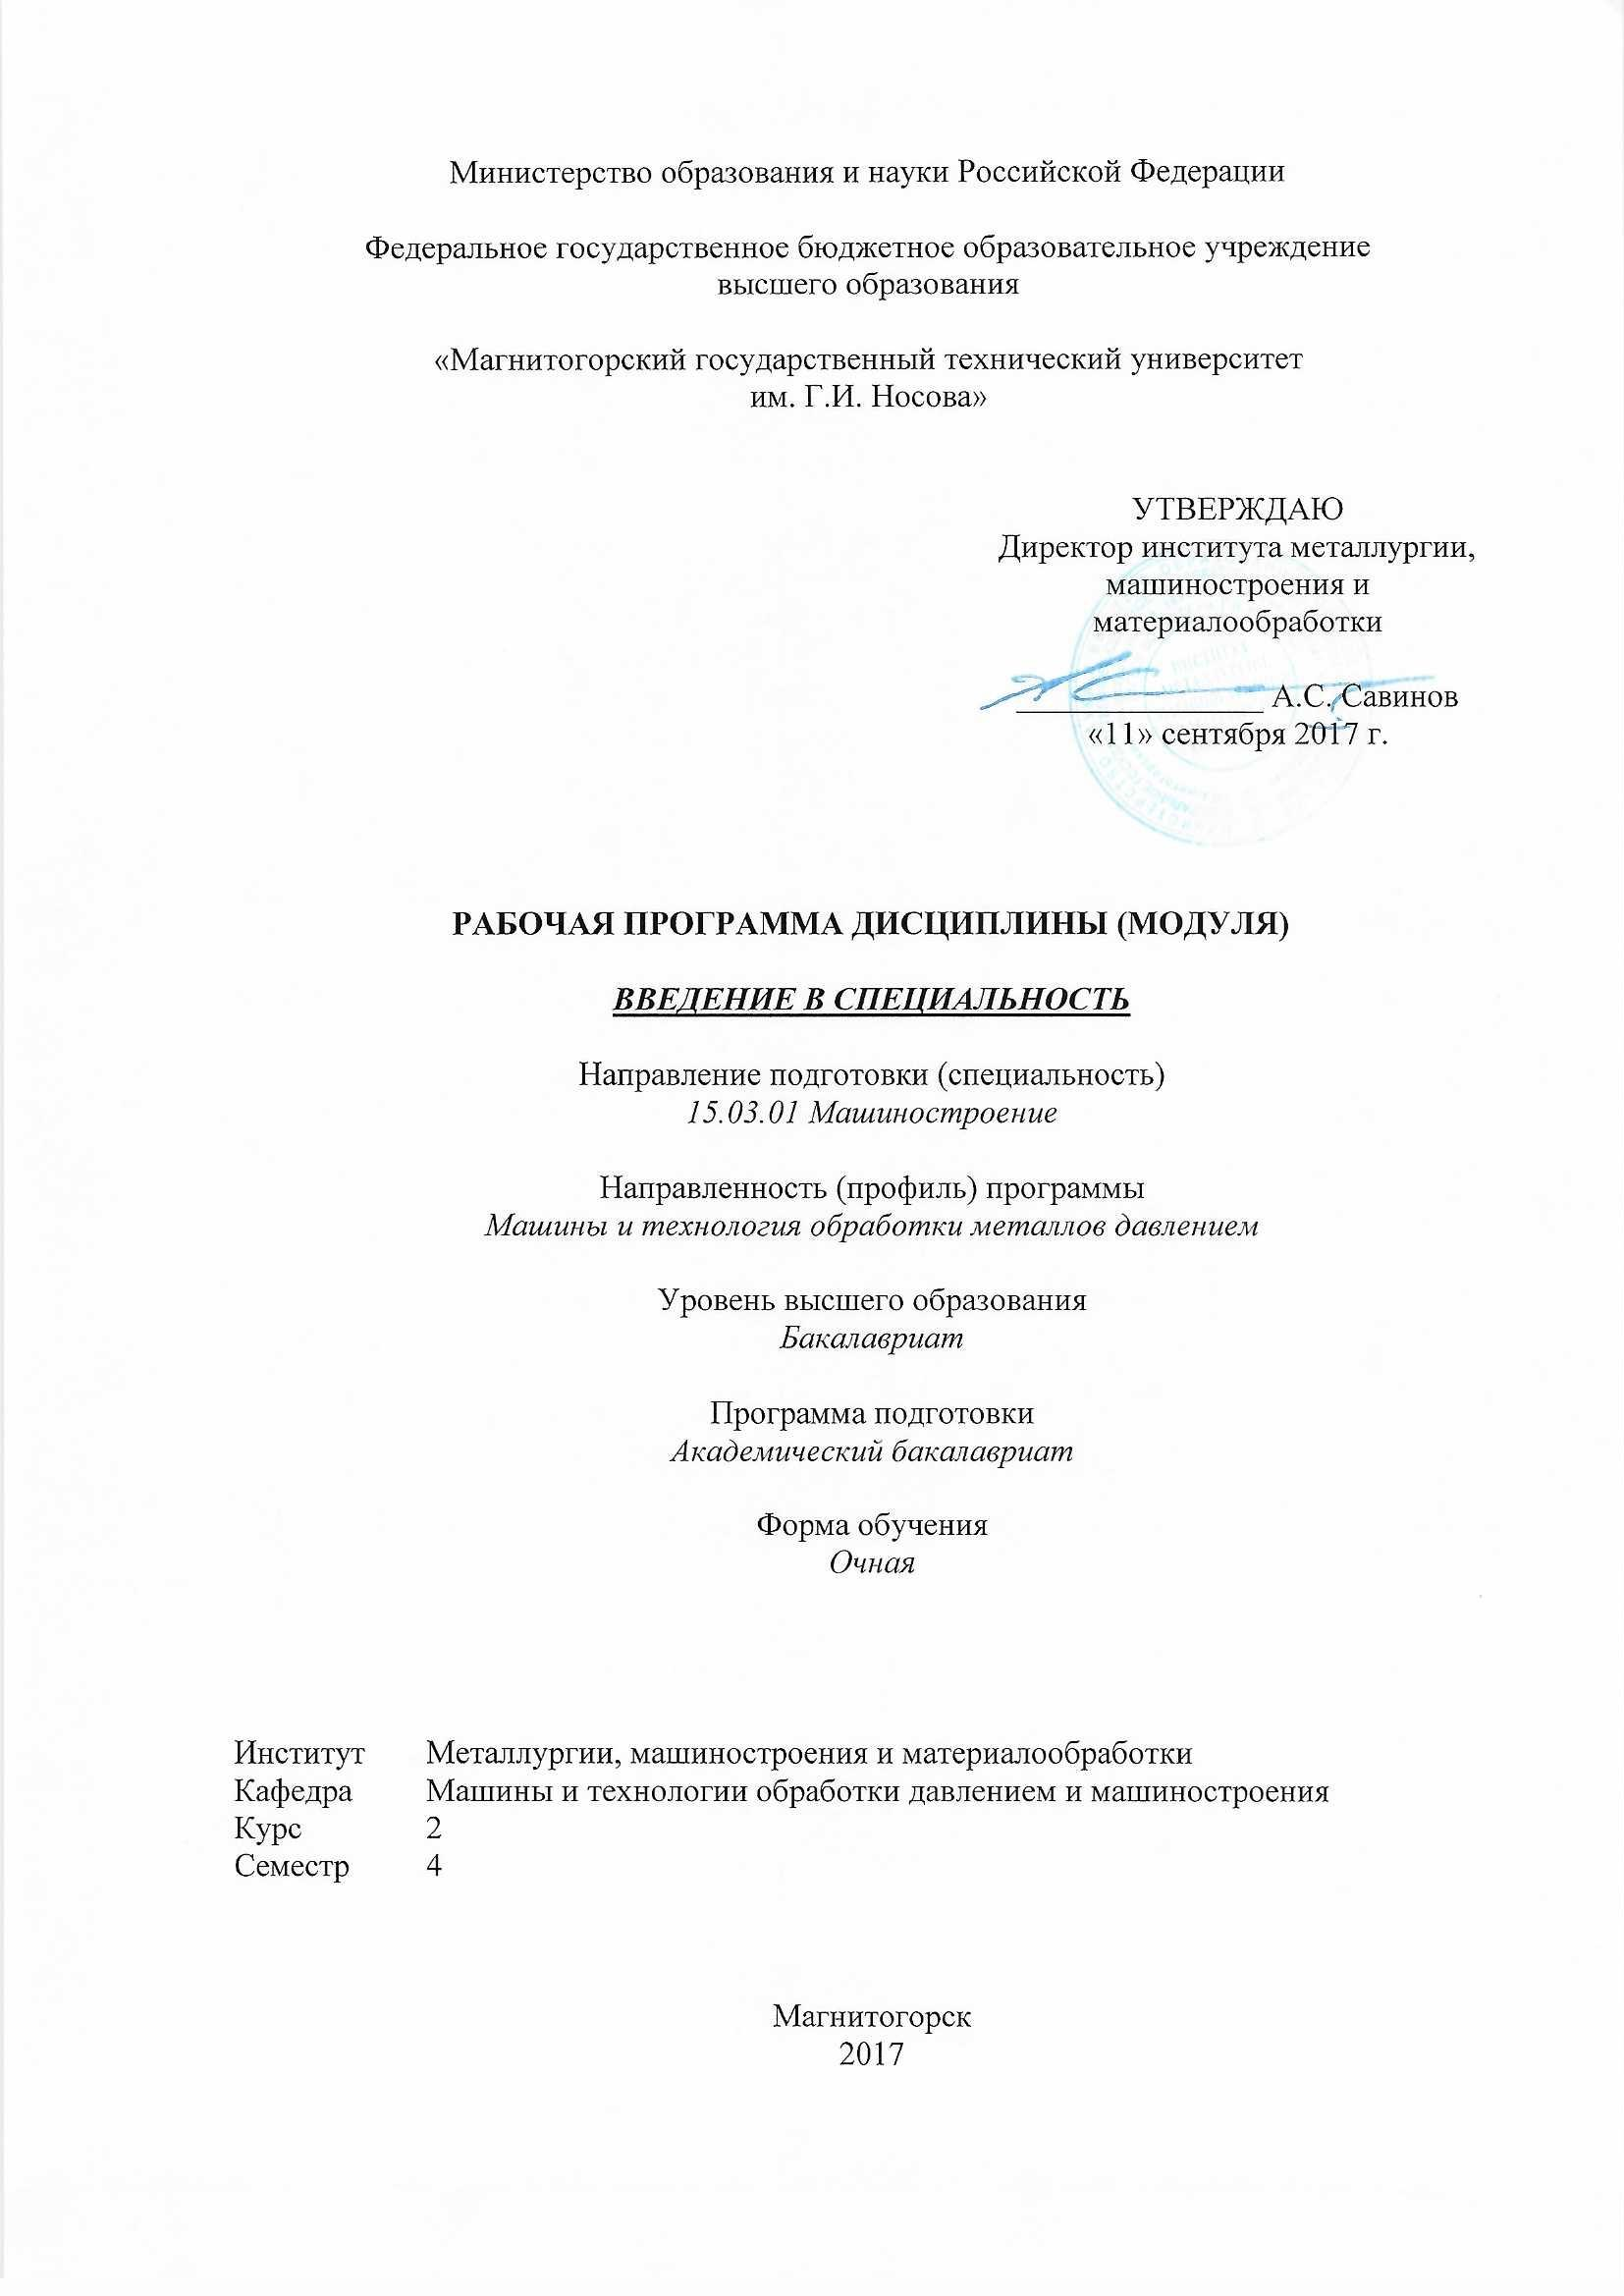 Министерство образования и науки Российской Федерации
Федеральное государственное бюджетное образовательное учреждение
высшего образования
«Магнитогорский государственный технический университет
им. Г.И. Носова»
УТВЕРЖДАЮ
Директор института металлургии,
машиностроения и
материалообработки
А.С. Савинов
«11» сентября 2017 г.
РАБОЧАЯ ПРОГРАММА ДИСЦИПЛИНЫ (МОДУЛЯ)
ВВЕДЕНИЕ В СПЕЦИАЛЬНОСТЬ
Направление подготовки (специальность)
15.03.01 Машиностроение
Направленность (профиль) программы
Машины и технология обработки металлов давлением
Уровень высшего образования
Бакалавриат
Программа подготовки
Академический бакалавриат
Форма обучения
Очная
Институт Металлургии, машиностроения и материалообработки
Кафедра Машины и технологии обработки давлением и машиностроения
Курс 2
Семестр 4
Магнитогорск
2017